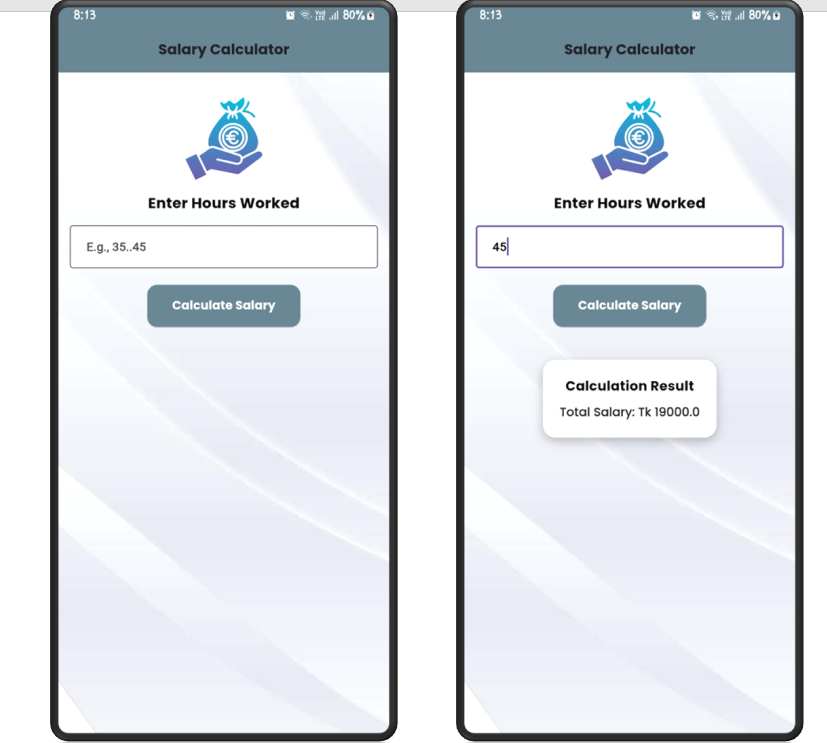 8:13 80%
Salary Calculator
€
Enter Hours Worked
E.g., 35..45
Calculate Salary
8:13 80%
Salary Calculator
€
Enter Hours Worked
45
Calculate Salary
Calculation Result
Total Salary: Tk 19000.0